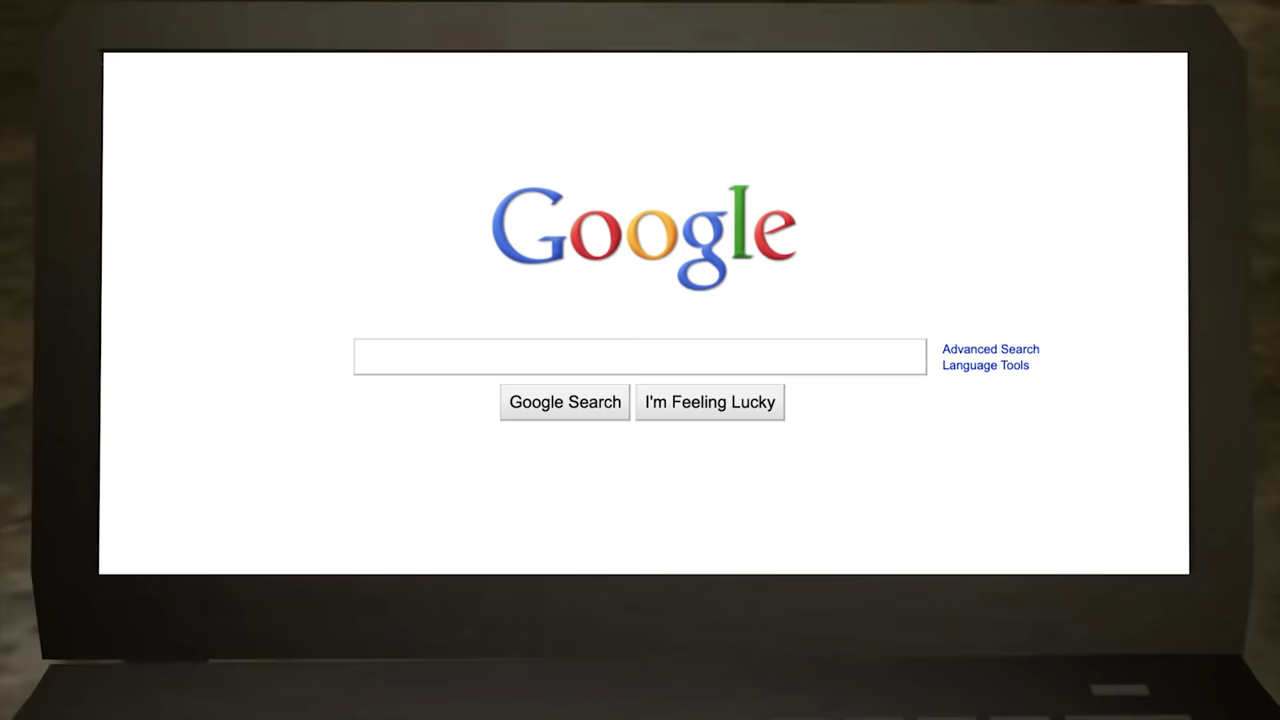 Google
Advanced Search
Language Tools
Google Search
I'm Feeling Lucky